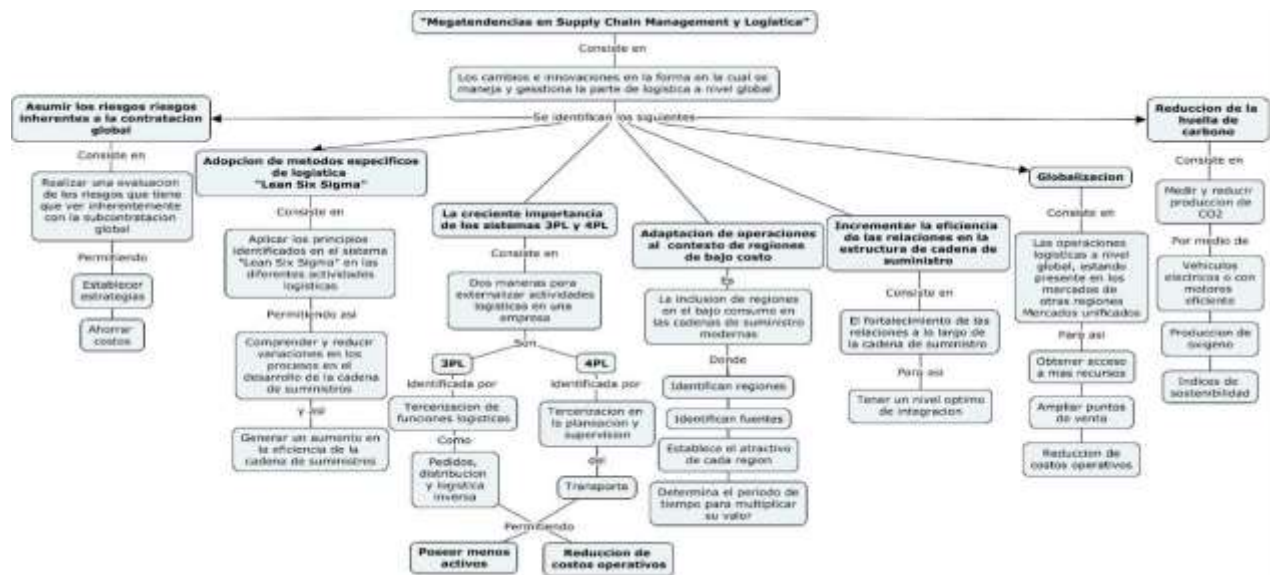 "Megatendencias en Supply Chain Management y Logistica"
Consiste en
Los cambios e innovaciones en la forma en la cual se
maneja y gesstiona la parte de logistica a nivel global
Se identifican los siguientes
Asumir los riesgos riesgos
inherentes a la contratacion
global
Consiste en
Realizar una evaluacion
de los riesgos que tiene
que ver inherentemente
con la subcontratacion
global
Permitiendo
Establecer
estrategias
Ahorrar
costos
Adopcion de metodos especificos
de logistica
"Lean Six Sigma"
Consiste en
Aplicar los principios
identificados en el sistema
"Lean Six Sigma" en las
diferentes actividades
logisticas
Permitiendo asi
Comprender y reducir
variaciones en los
procesos en el
desarrollo de la cadena
de suministros
y asi
Generar un aumento en
la eficiencia de la
cadena de suministros
La creciente importancia
de los sistemas 3PL y 4PL
Consiste en
Dos maneras para
externalizar actividades
logisticas en una
empresa
Son
3PL
Identificada por
Tercerizacion de
funciones logisticas
Como
Pedidos,
distribucion
y logistica
inversa
4PL
Identificada por
Tercerizacion en
la planeacion y
supervision
del
Transporte
Permitiendo
Poseer menos
activos
Reduccion de
costos operativos
Adaptacion de operaciones
al contexto de regiones
de bajo costo
Es
La inclusion de regiones
en el bajo consumo en
las cadenas de suministro
modernas
Donde
Identifican regiones
Identifican fuentes
Establece el atractivo
de cada region
Determina el periodo de
tiempo para multiplicar
su valor
Incrementar la eficiencia
de las relaciones en la
estructura de cadena de
suministro
Consiste en
El fortalecimiento de las
relaciones a lo largo de
la cadena de suministro
Para asi
Tener un nivel optimo
de integracion
Globalizacion
Consiste en
Las operaciones
logisticas a nivel
global, estando
presente en los
mercados de
otras regiones
Mercados unificados
Para asi
Obtener acceso
a mas recursos
Ampliar puntos
de venta
Reduccion de
costos operativos
Reduccion de la
huella de
carbono
Consiste en
Medir y reducir
produccion de
CO2
Por medio de
Vehiculos
electricos o con
motores
eficiente
Produccion de
oxigeno
Indices de
sostenibilidad